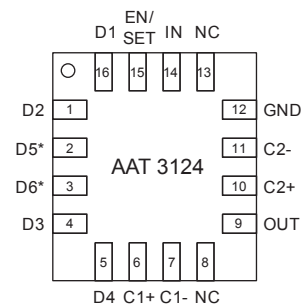 EN/
D1 SET IN NC
16 15 14 13
D2 1 12 GND
D5* 2 11 C2-
AAT 3124
D6* 3 10 C2+
D3 4 9 OUT
5 6 7 8
D4 C1+ C1- NC